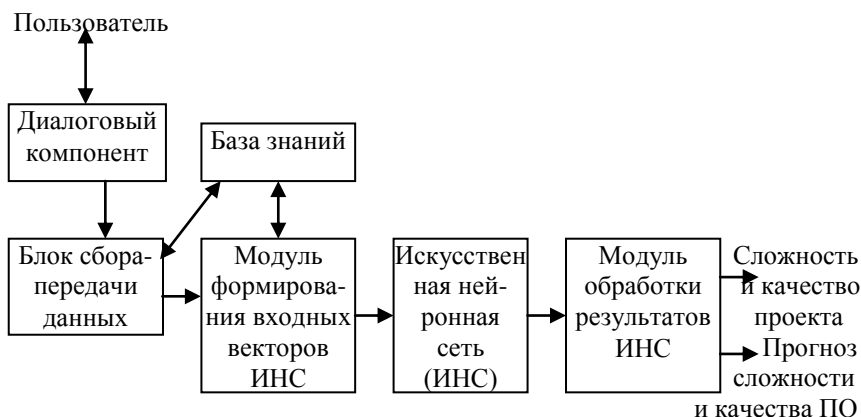 Пользователь
Диалоговый
компонент
База знаний
Блок сбора-
передачи
данных
Модуль
формирова-
ния входных
векторов
ИНС
Искусствен
ная ней-
ронная
сеть
(ИНС)
Модуль
обработки
результатов
ИНС
Сложность
и качество
проекта
Прогноз
сложности
и качества ПО